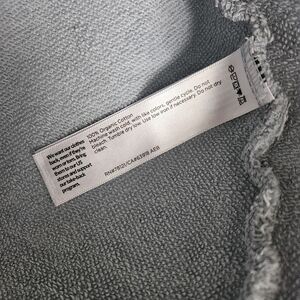 100% Organic Cotton
Machine wash cold, with like colors, gentle cycle. Do not
bleach. Tumble dry low. Use low iron if necessary. Do not dry
clean.
We want our clothes
back, even if they're
worn or torn. Bring
them to our US
stores and support
our take-back
program.